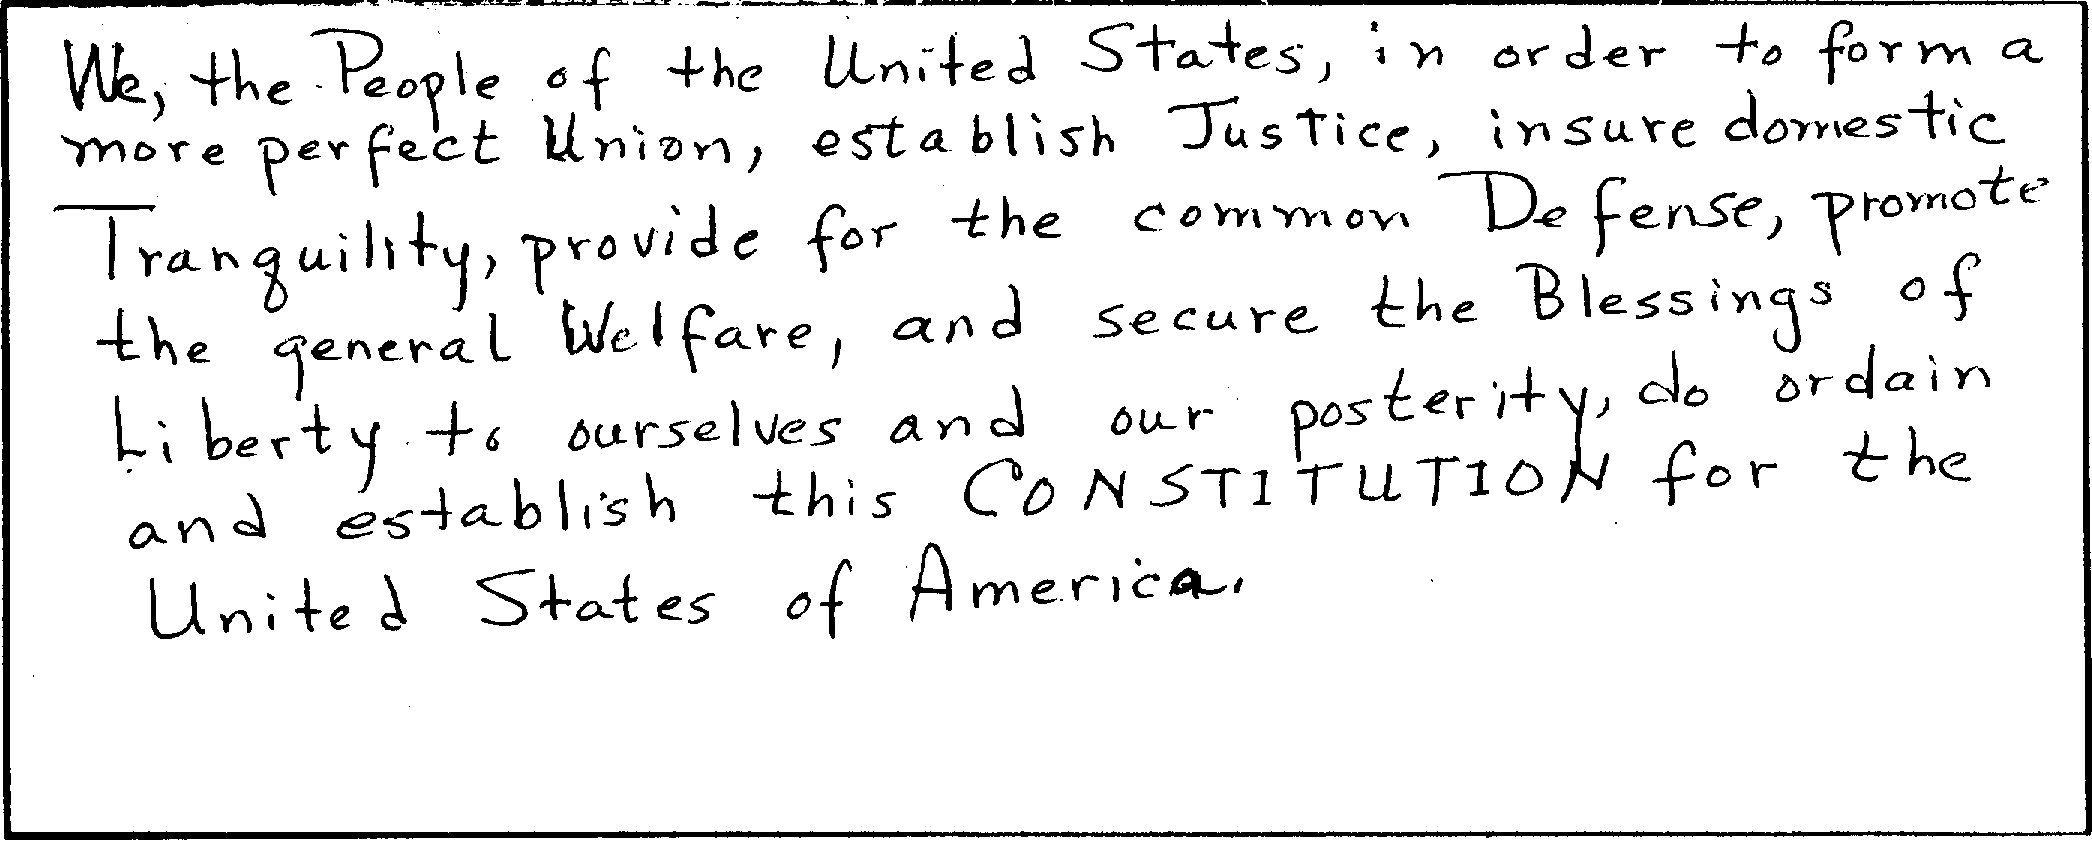 We, the People of the United States, in order to form a
more perfect Union, establish Justice, insure domestic
Tranquility, provide for the common Defense, promote
the general Welfare, and secure the Blessings of
Liberty to ourselves and our posterity, do ordain
and establish this CONSTITUTION for the
United States of America.